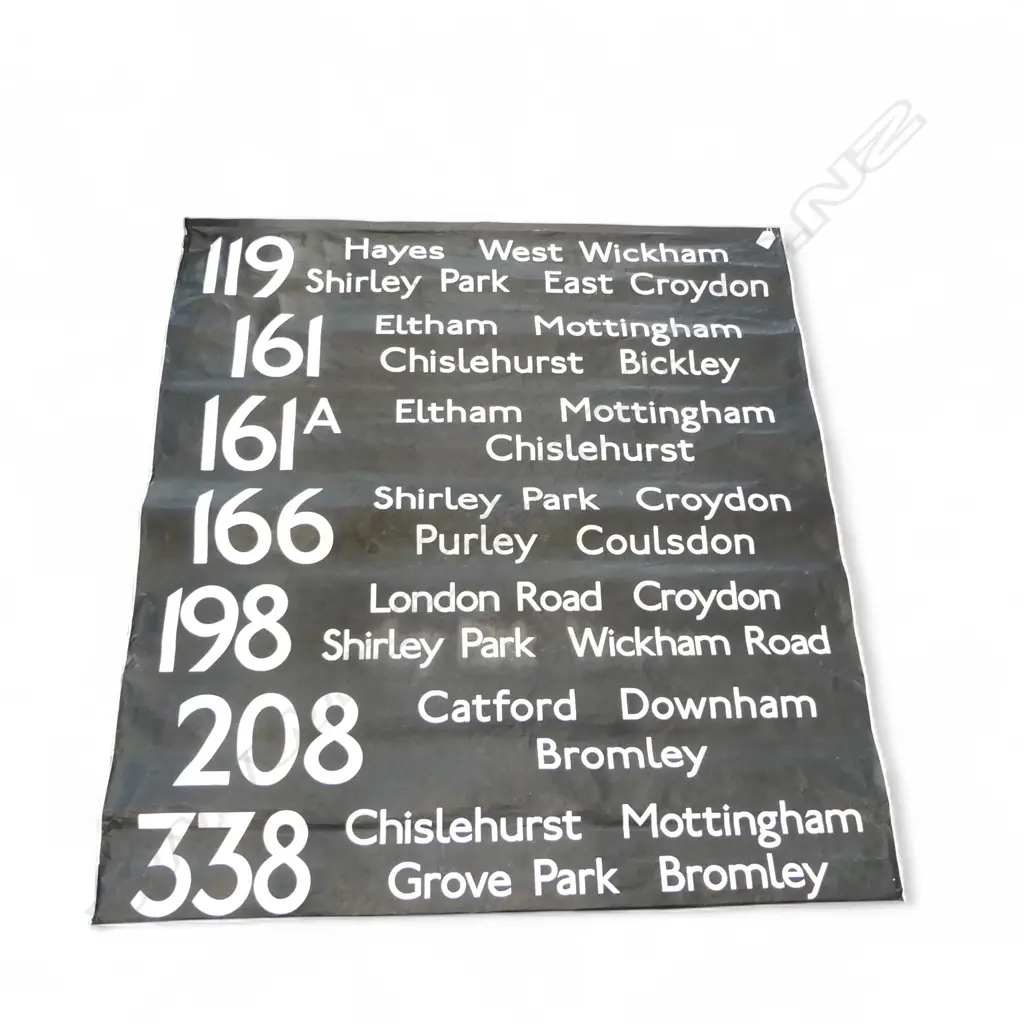 119 Hayes West Wickham
Shirley Park East Croydon
161 Eltham Mottingham
Chislehurst Bickley
161A Eltham Mottingham
Chislehurst
166 Shirley Park Croydon
Purley Coulsdon
198 London Road Croydon
Shirley Park Wickham Road
208 Catford Downham
Bromley
338 Chislehurst Mottingham
Grove Park Bromley